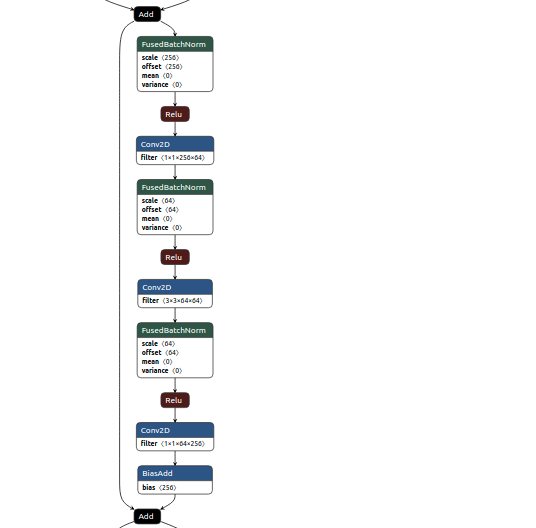 Add
FusedBatchNorm
scale ⟨256⟩
offset ⟨256⟩
mean ⟨0⟩
variance ⟨0⟩
Relu
Conv2D
filter ⟨1×1×256×64⟩
FusedBatchNorm
scale ⟨64⟩
offset ⟨64⟩
mean ⟨0⟩
variance ⟨0⟩
Relu
Conv2D
filter ⟨3×3×64×64⟩
FusedBatchNorm
scale ⟨64⟩
offset ⟨64⟩
mean ⟨0⟩
variance ⟨0⟩
Relu
Conv2D
filter ⟨1×1×64×256⟩
BiasAdd
bias ⟨256⟩
Add